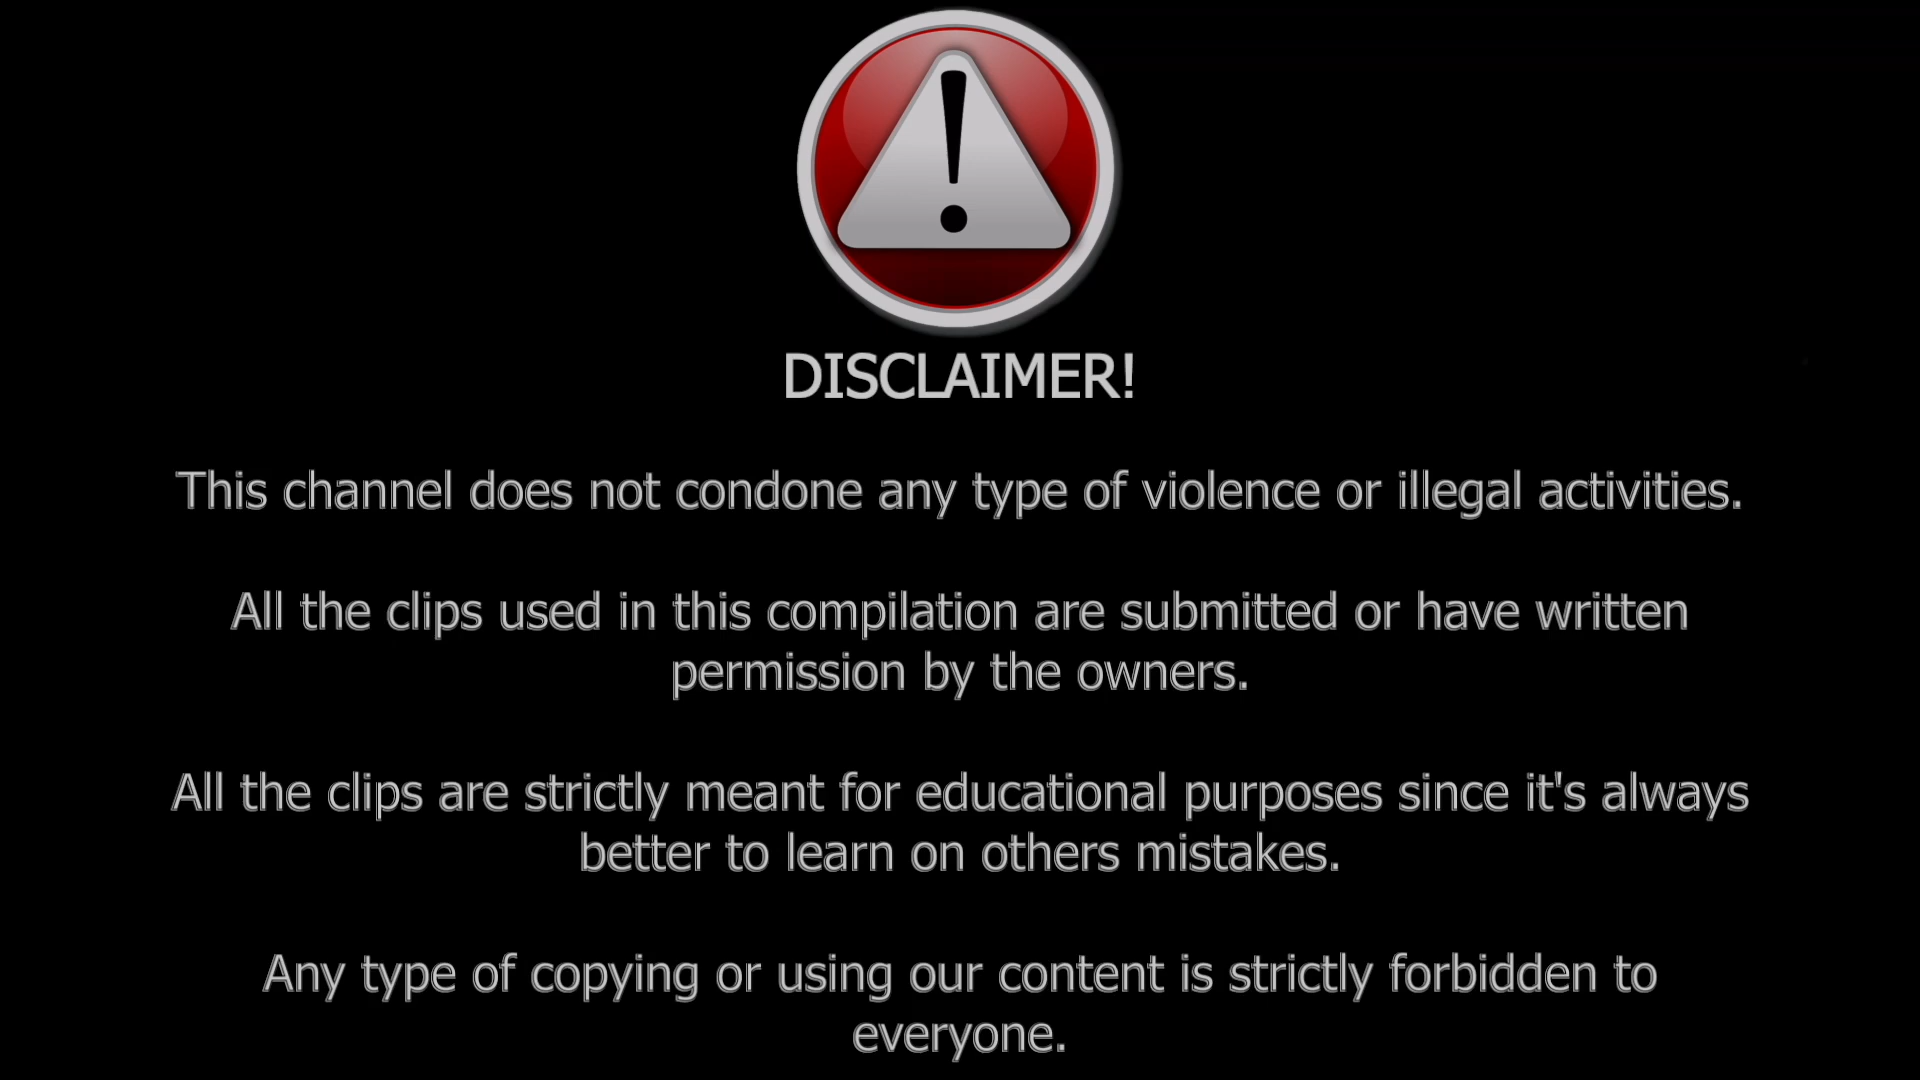 DISCLAIMER!
This channel does not condone any type of violence or illegal activities.
All the clips used in this compilation are submitted or have written
permission by the owners.
All the clips are strictly meant for educational purposes since it's always
better to learn on others mistakes.
Any type of copying or using our content is strictly forbidden to
everyone.